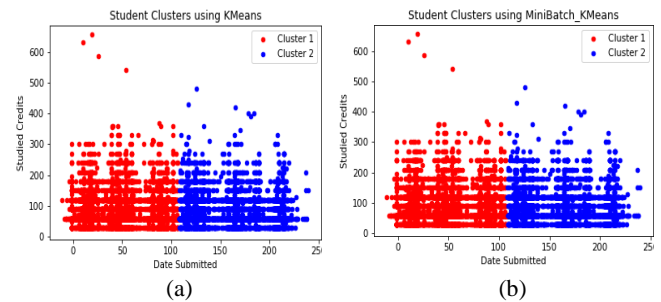 Student Clusters using KMeans
Cluster 1
Cluster 2
600
500
400
300
200
100
0
Studied Credits
0
50
100
150
200
250
Date Submitted
(a)
Student Clusters using MiniBatch_KMeans
Cluster 1
Cluster 2
600
500
400
300
200
100
0
Studied Credits
0
50
100
150
200
250
Date Submitted
(b)